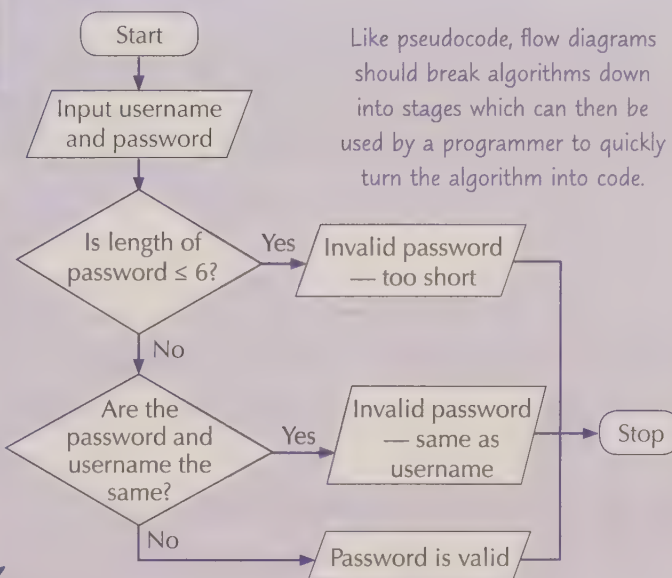 Start
Like pseudocode, flow diagrams
should break algorithms down
into stages which can then be
used by a programmer to quickly
turn the algorithm into code.
Input username
and password
Is length of
password ≤ 6?
Yes
Invalid password
— too short
No
Are the
password and
username the
same?
Yes
Invalid password
— same as
username
Stop
No
Password is valid